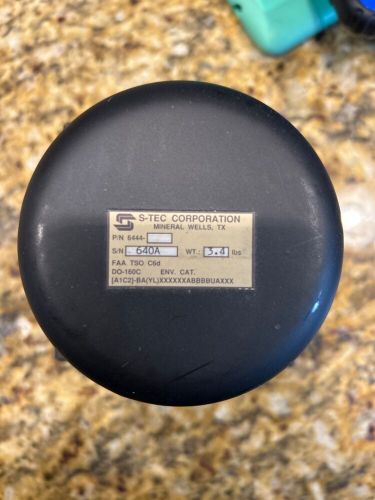 S-TEC CORPORATION
MINERAL WELLS, TX
P/N 6444-
S/N 640A WT.: 3.4 lbs
FAA TSO C6d
DO-160C ENV. CAT.
[A1C2]-BA(YL)XXXXXXABBBBUAXXX